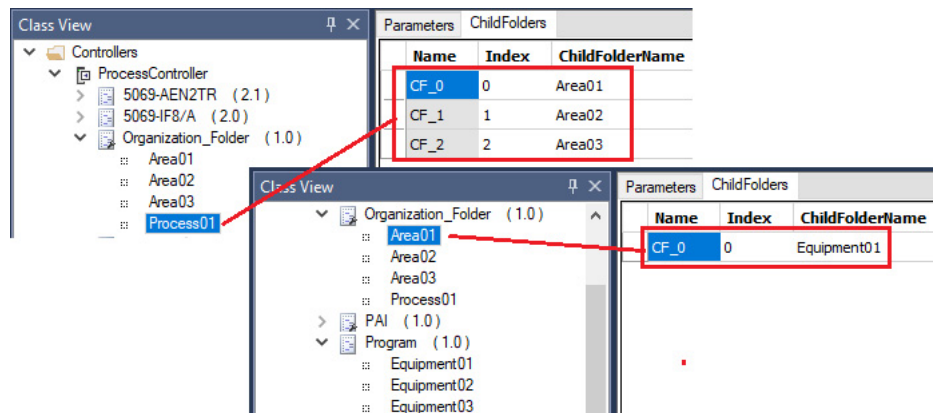 Class View
Controllers
ProcessController
5069-AEN2TR (2.1)
5069-IF8/A (2.0)
Organization_Folder (1.0)
Area01
Area02
Area03
Process01
Parameters ChildFolders
Name Index ChildFolderName
CF_0 0 Area01
CF_1 1 Area02
CF_2 2 Area03
Class View
Organization_Folder (1.0)
Area01
Area02
Area03
Process01
PAI (1.0)
Program (1.0)
Equipment01
Equipment02
Equipment03
Parameters ChildFolders
Name Index ChildFolderName
CF_0 0 Equipment01